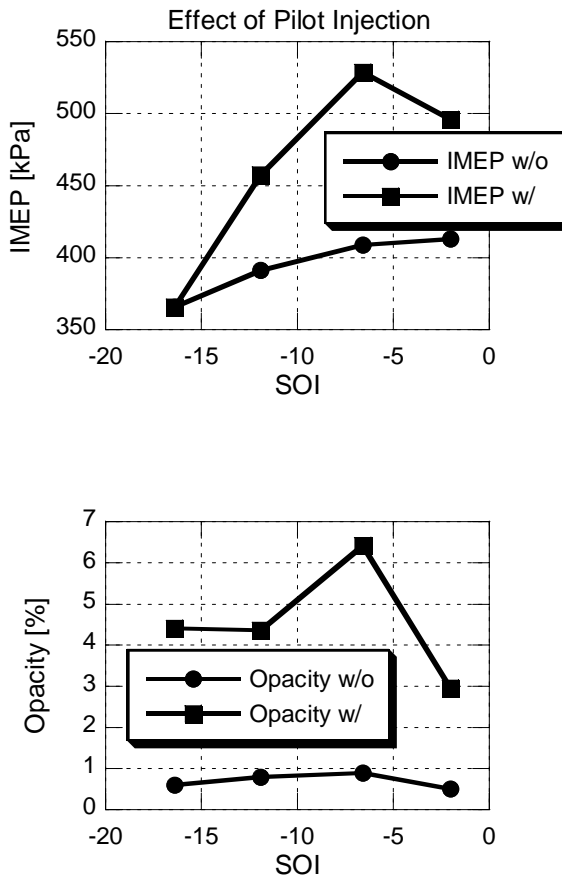 Effect of Pilot Injection
550
500
450
400
350
IMEP [kPa]
IMEP w/o
IMEP w/
-20 -15 -10 -5 0
SOI
7
6
5
4
3
2
1
0
Opacity [%]
Opacity w/o
Opacity w/
-20 -15 -10 -5 0
SOI